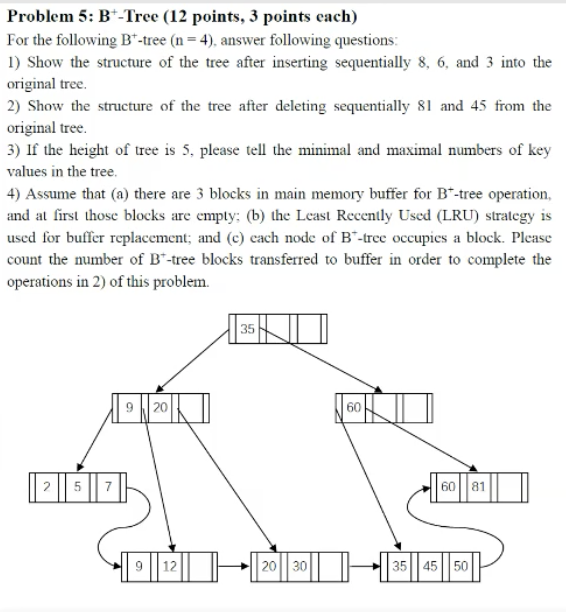 Problem 5: B⁺-Tree (12 points, 3 points each)
For the following B⁺-tree (n = 4), answer following questions:
1) Show the structure of the tree after inserting sequentially 8, 6, and 3 into the
original tree.
2) Show the structure of the tree after deleting sequentially 81 and 45 from the
original tree.
3) If the height of tree is 5, please tell the minimal and maximal numbers of key
values in the tree.
4) Assume that (a) there are 3 blocks in main memory buffer for B⁺-tree operation,
and at first those blocks are empty; (b) the Least Recently Used (LRU) strategy is
used for buffer replacement; and (c) each node of B⁺-tree occupies a block. Please
count the number of B⁺-tree blocks transferred to buffer in order to complete the
operations in 2) of this problem.
35
9 20
60
2 5 7
60 81
9 12
20 30
35 45 50